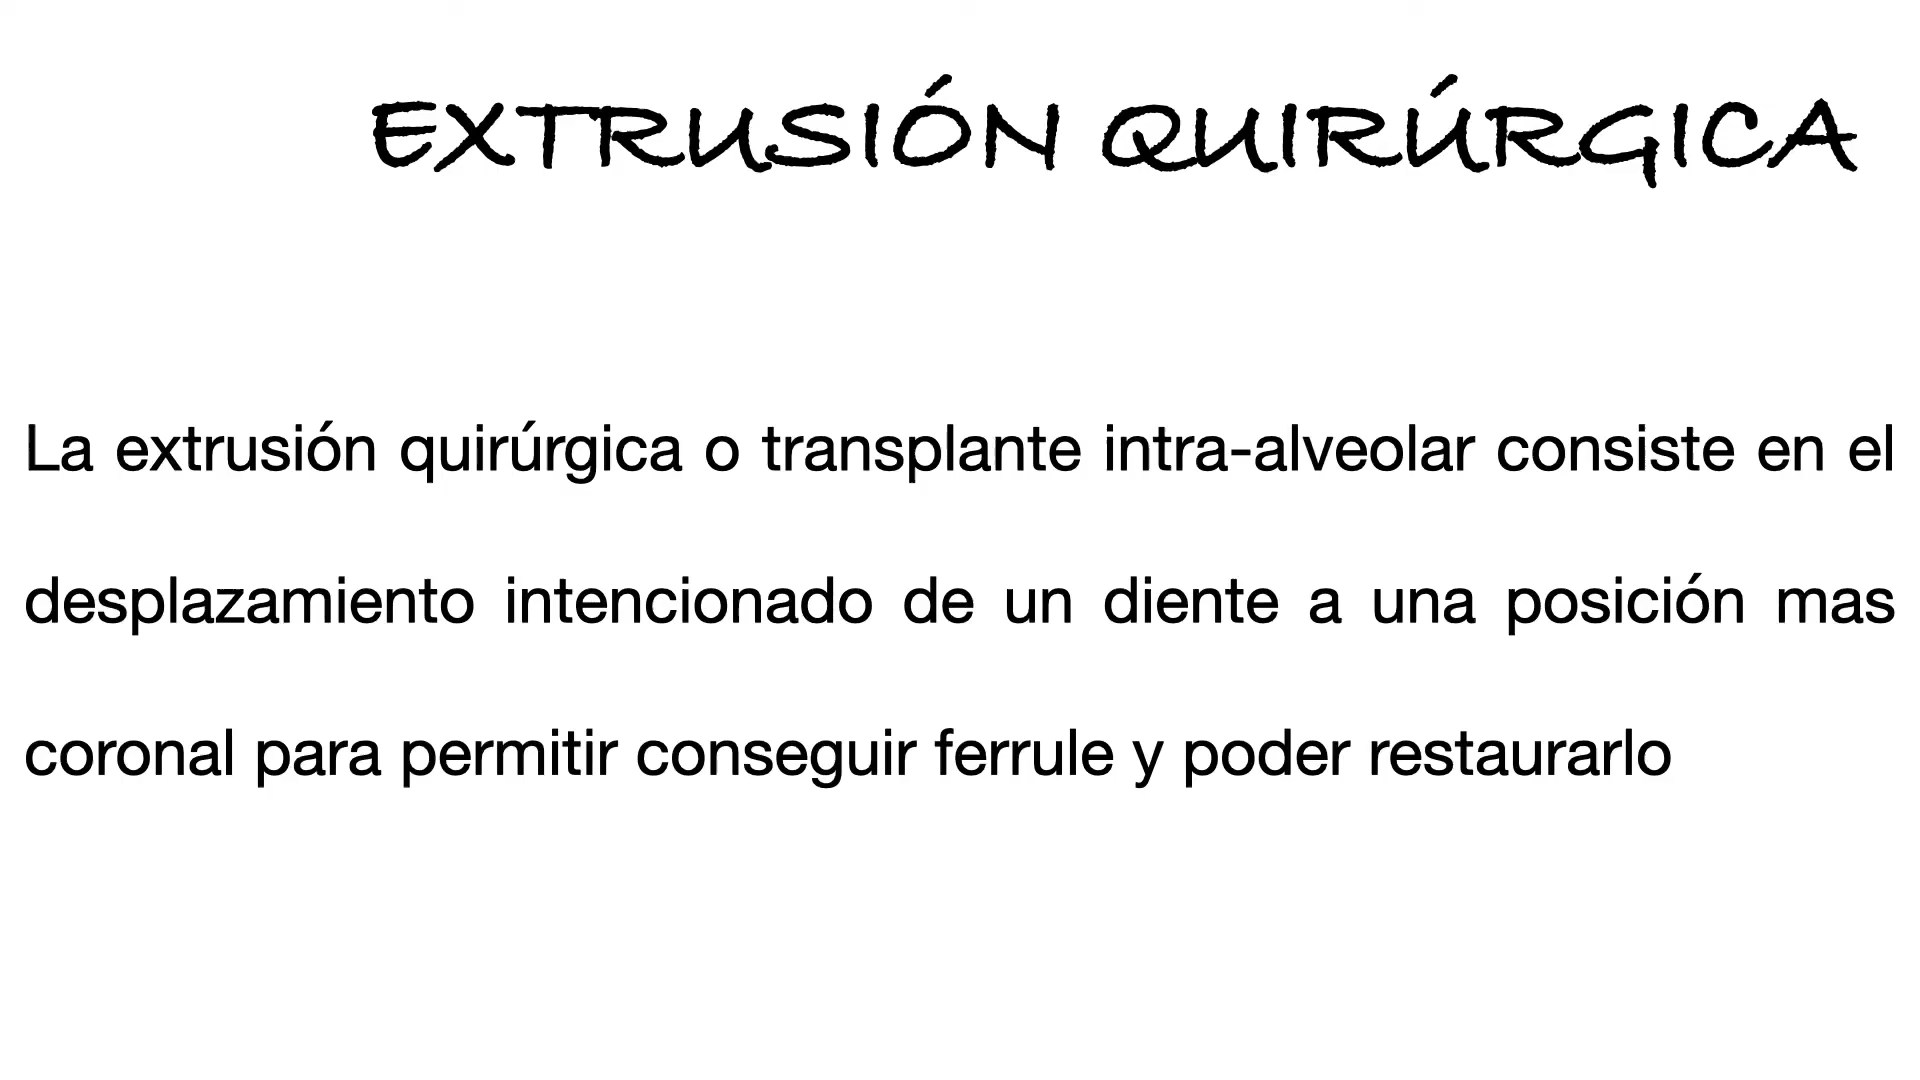 EXTRUSIÓN QUIRÚRGICA
La extrusión quirúrgica o transplante intra-alveolar consiste en el
desplazamiento intencionado de un diente a una posición mas
coronal para permitir conseguir ferrule y poder restaurarlo